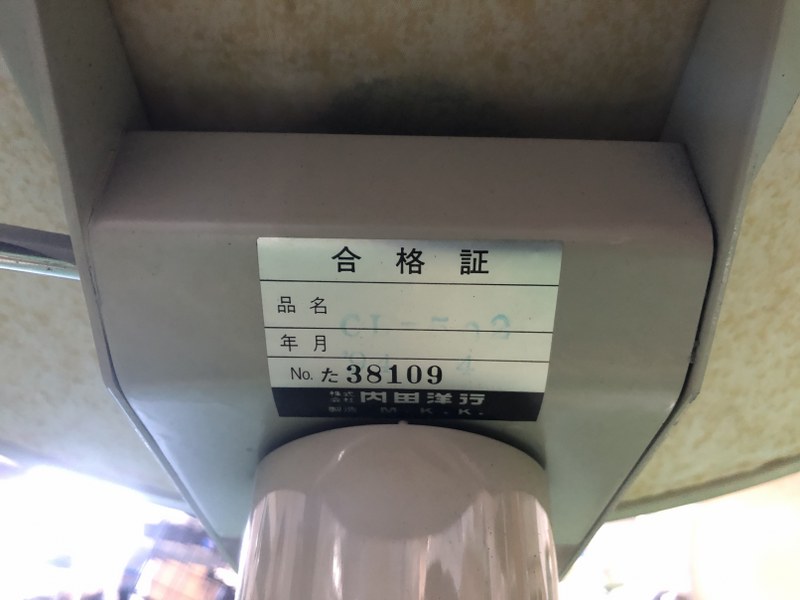 合格証
品名
年月
No. た 38109
株式会社 内田洋行
製造 M.K.K.